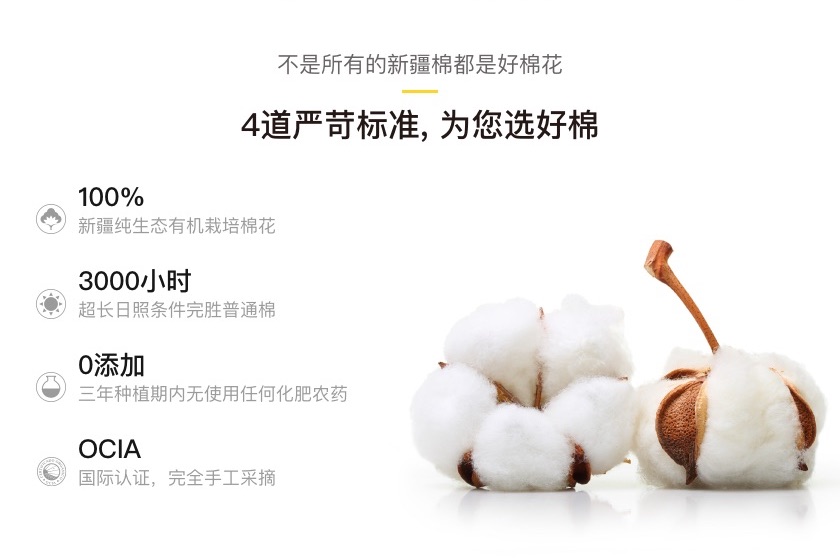 不是所有的新疆棉都是好棉花
4道严苛标准, 为您选好棉
100%
新疆纯生态有机栽培棉花
3000小时
超长日照条件完胜普通棉
0添加
三年种植期内无使用任何化肥农药
OCIA
国际认证，完全手工采摘